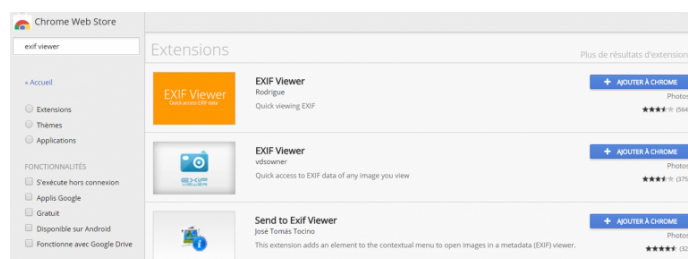 Chrome Web Store
exif viewer
« Accueil
Extensions
Thèmes
Applications
FONCTIONNALITÉS
S'exécute hors connexion
Applis Google
Gratuit
Disponible sur Android
Fonctionne avec Google Drive
Extensions
Plus de résultats d'extension
EXIF Viewer
Quick access EXIF data
EXIF Viewer
Rodrigue
Quick viewing EXIF
+ AJOUTER À CHROME
Photos
(564
EXIF
VIEWER
EXIF Viewer
vdsowner
Quick access to EXIF data of any image you view
+ AJOUTER À CHROME
Photos
(375
Send to Exif Viewer
José Tomás Tocino
This extension adds an element to the contextual menu to open images in a metadata (EXIF) viewer.
+ AJOUTER À CHROME
Photos
(32